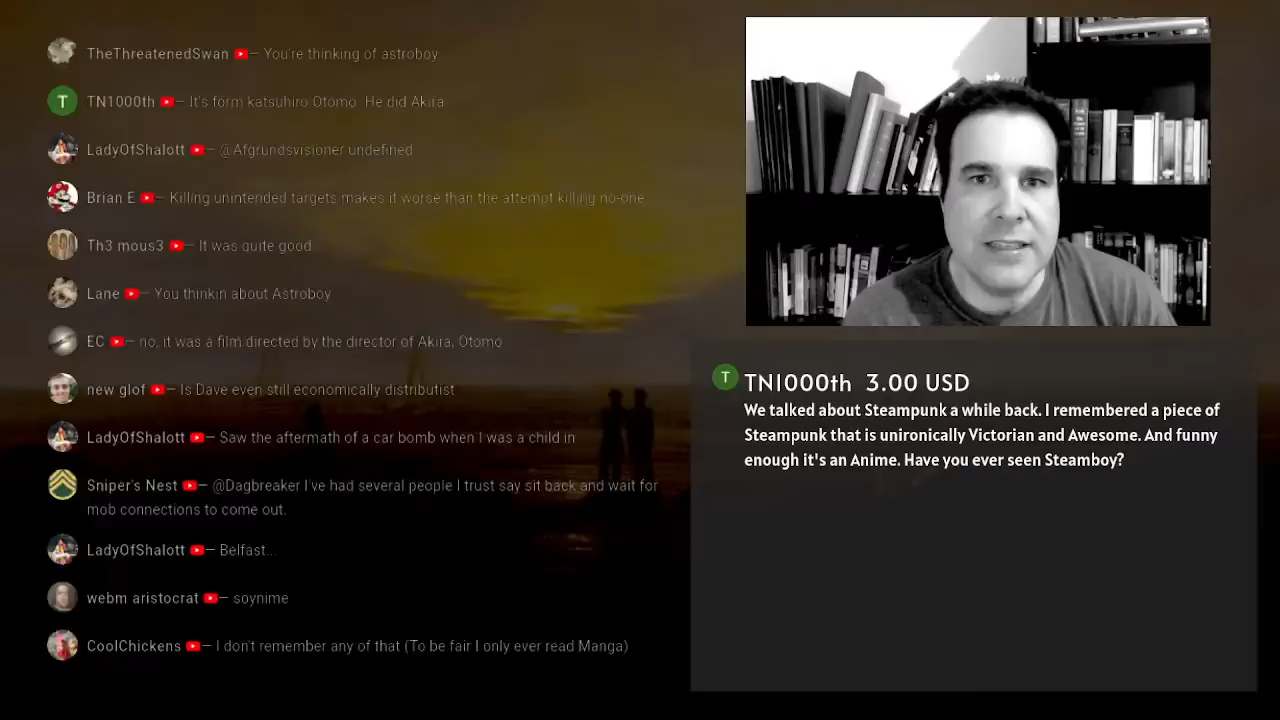 TheThreatenedSwan — You're thinking of astroboy
T TN1000th — It's form katsuhiro Otomo. He did Akira
LadyOfShalott — @Afgrundsvisioner undefined
Brian E — Killing unintended targets makes it worse than the attempt killing no-one.
Th3 mous3 — It was quite good
Lane — You thinkin about Astroboy
EC — no, it was a film directed by the director of Akira, Otomo
new glof — Is Dave even still economically distributist
LadyOfShalott — Saw the aftermath of a car bomb when I was a child in
Sniper's Nest — @Dagbreaker I've had several people I trust say sit back and wait for
mob connections to come out.
LadyOfShalott — Belfast...
webm aristocrat — soynime
CoolChickens — I don't remember any of that (To be fair I only ever read Manga)
T TN1000th 3.00 USD
We talked about Steampunk a while back. I remembered a piece of
Steampunk that is unironically Victorian and Awesome. And funny
enough it's an Anime. Have you ever seen Steamboy?